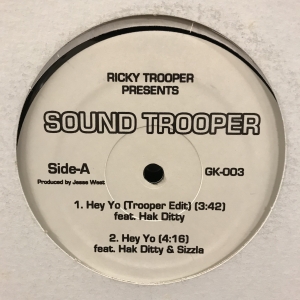 RICKY TROOPER
PRESENTS
SOUND TROOPER
Side-A
GK-003
Produced by Jesse West
1. Hey Yo (Trooper Edit) (3:42)
feat. Hak Ditty
2. Hey Yo (4:16)
feat. Hak Ditty & Sizzla